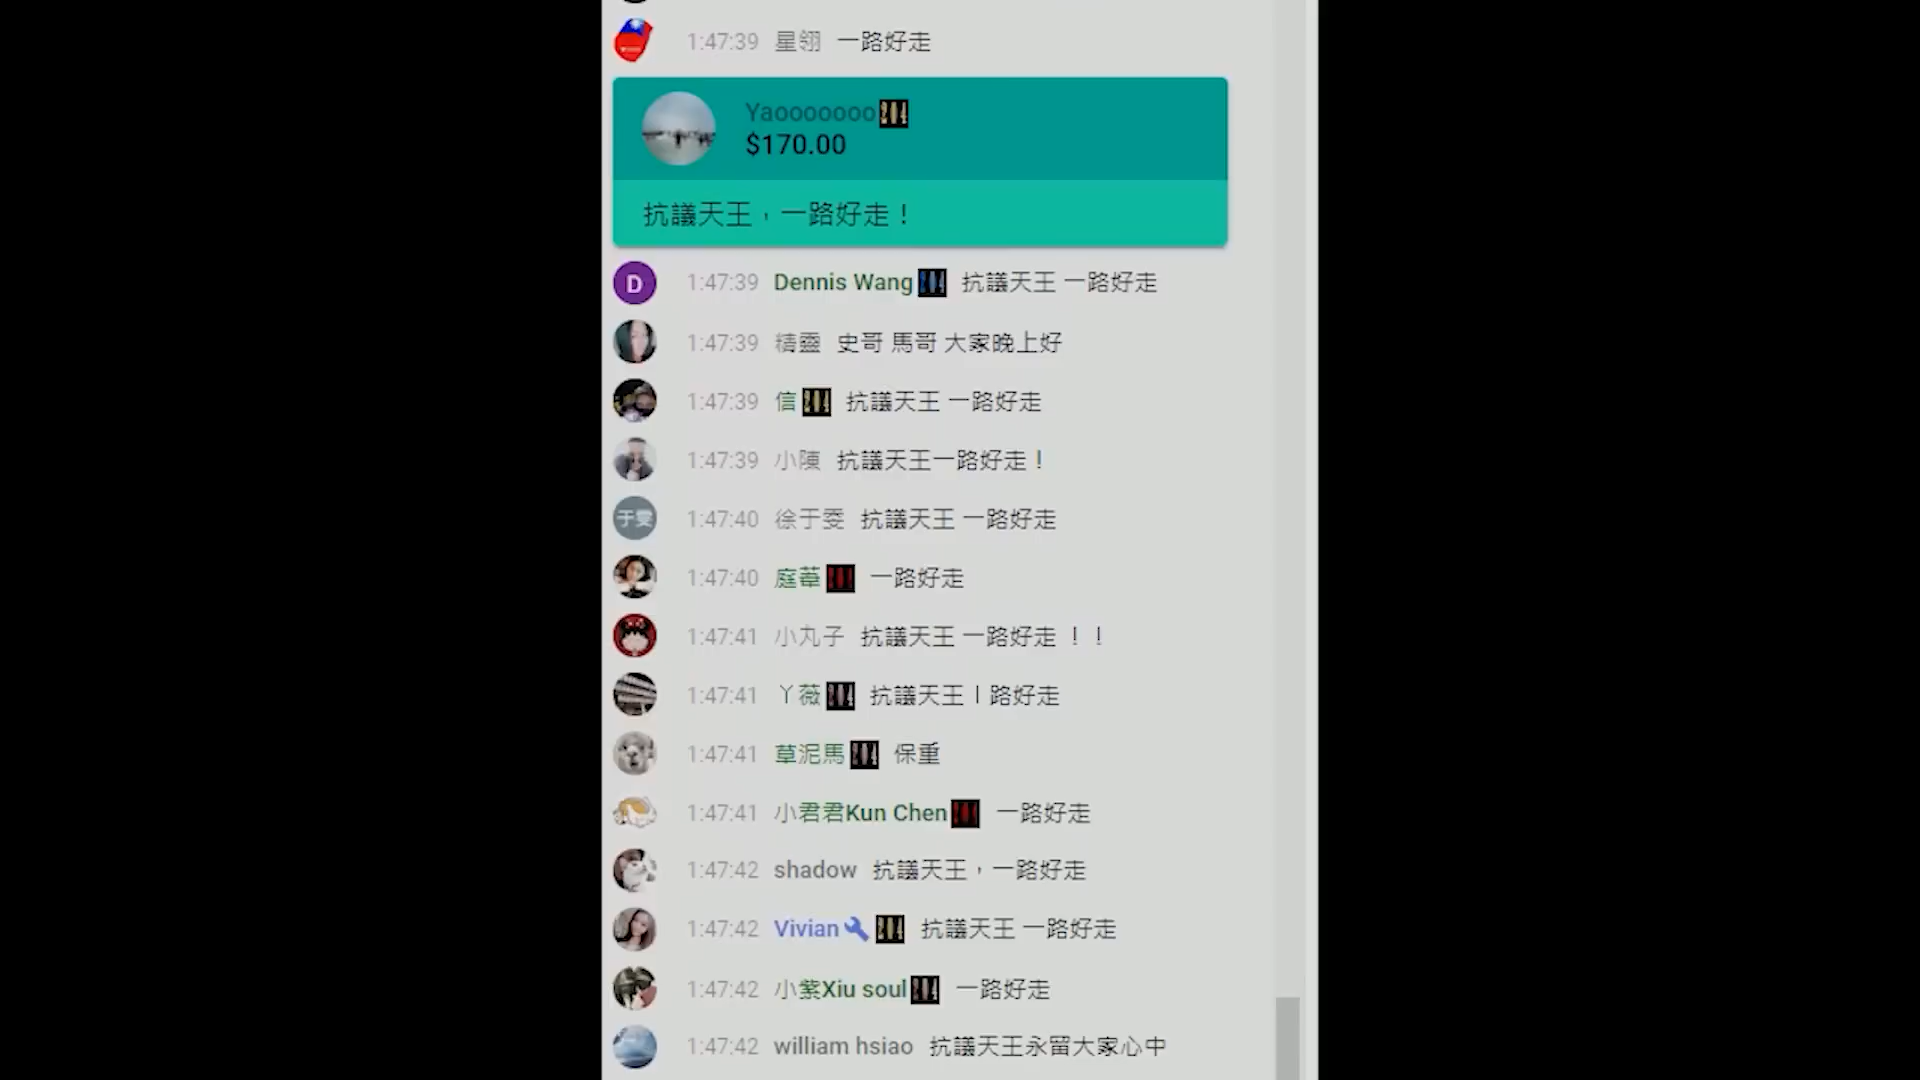 1:47:39 星翎 一路好走
Yaooooooo
$170.00
抗議天王，一路好走！
D 1:47:39 Dennis Wang 抗議天王 一路好走
1:47:39 精靈 史哥 馬哥 大家晚上好
1:47:39 信 抗議天王 一路好走
1:47:39 小陳 抗議天王一路好走！
于雯 1:47:40 徐于雯 抗議天王 一路好走
1:47:40 庭葦 一路好走
1:47:41 小丸子 抗議天王 一路好走 ！！
1:47:41 丫薇 抗議天王丨路好走
1:47:41 草泥馬 保重
1:47:41 小君君Kun Chen 一路好走
1:47:42 shadow 抗議天王，一路好走
1:47:42 Vivian 抗議天王 一路好走
1:47:42 小紫Xiu soul 一路好走
1:47:42 william hsiao 抗議天王永留大家心中